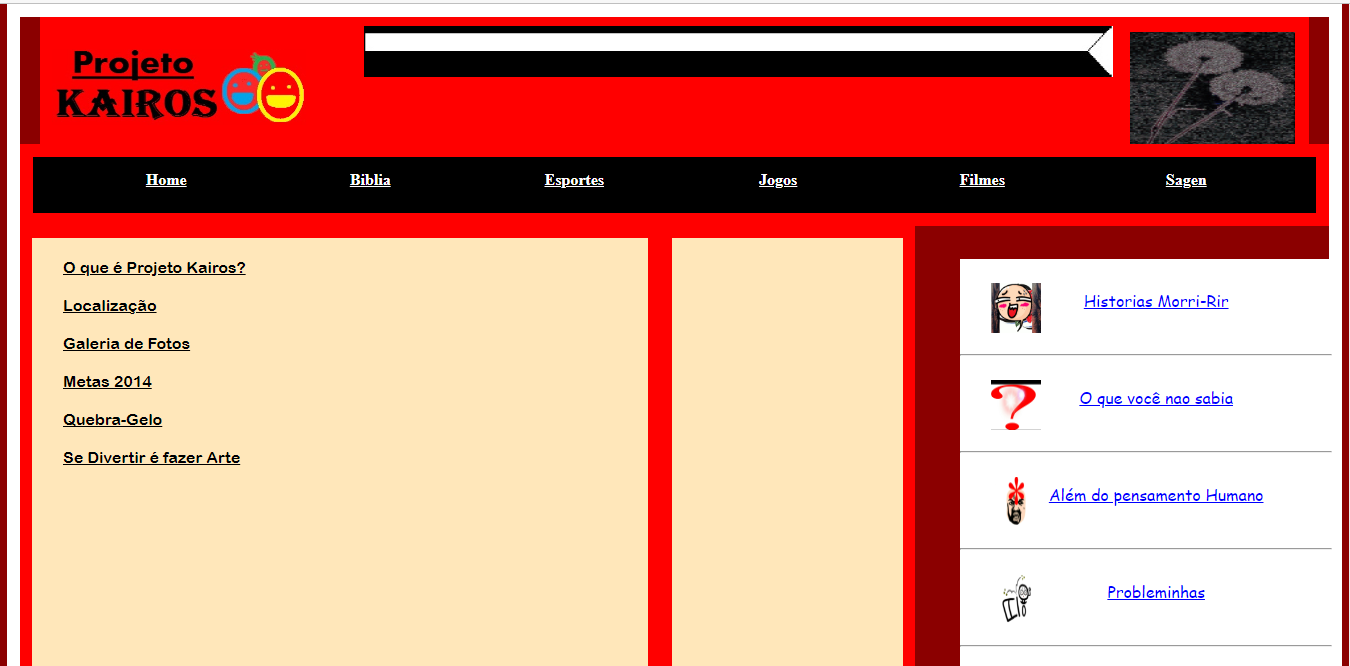 Projeto
KAIROS
Home
Biblia
Esportes
Jogos
Filmes
Sagen
O que é Projeto Kairos?
Localização
Galeria de Fotos
Metas 2014
Quebra-Gelo
Se Divertir é fazer Arte
Historias Morri-Rir
O que você nao sabia
Além do pensamento Humano
Probleminhas